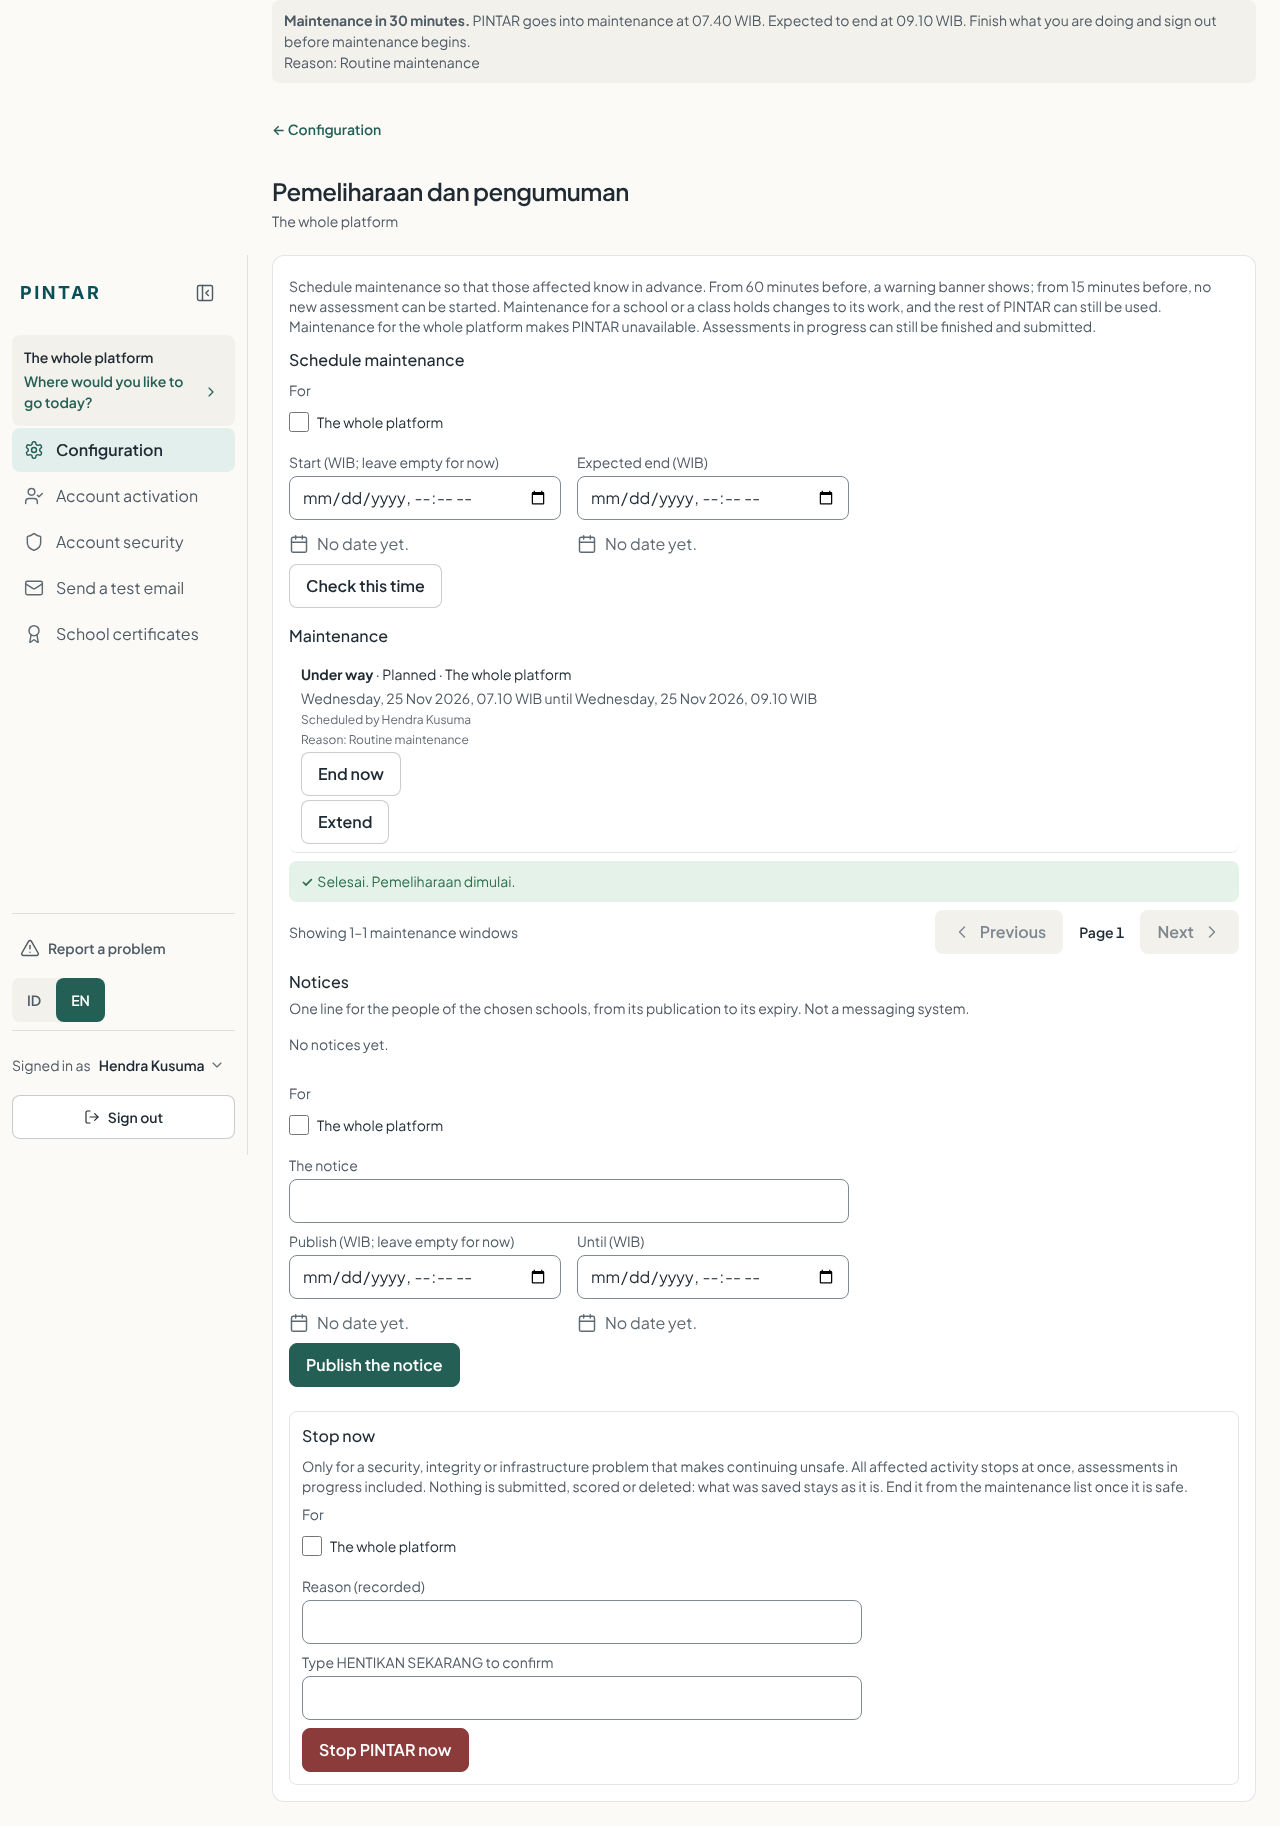 Maintenance in 30 minutes. PINTAR goes into maintenance at 07.40 WIB. Expected to end at 09.10 WIB. Finish what you are doing and sign out
before maintenance begins.
Reason: Routine maintenance
← Configuration
Pemeliharaan dan pengumuman
The whole platform
PINTAR
The whole platform
Where would you like to
go today?
Configuration
Account activation
Account security
Send a test email
School certificates
Report a problem
ID EN
Signed in as Hendra Kusuma
Sign out
Schedule maintenance so that those affected know in advance. From 60 minutes before, a warning banner shows; from 15 minutes before, no
new assessment can be started. Maintenance for a school or a class holds changes to its work, and the rest of PINTAR can still be used.
Maintenance for the whole platform makes PINTAR unavailable. Assessments in progress can still be finished and submitted.
Schedule maintenance
For
The whole platform
Start (WIB; leave empty for now) Expected end (WIB)
mm/dd/yyyy, --:-- -- mm/dd/yyyy, --:-- --
No date yet. No date yet.
Check this time
Maintenance
Under way · Planned · The whole platform
Wednesday, 25 Nov 2026, 07.10 WIB until Wednesday, 25 Nov 2026, 09.10 WIB
Scheduled by Hendra Kusuma
Reason: Routine maintenance
End now
Extend
✓ Selesai. Pemeliharaan dimulai.
Showing 1–1 maintenance windows Previous Page 1 Next
Notices
One line for the people of the chosen schools, from its publication to its expiry. Not a messaging system.
No notices yet.
For
The whole platform
The notice
Publish (WIB; leave empty for now) Until (WIB)
mm/dd/yyyy, --:-- -- mm/dd/yyyy, --:-- --
No date yet. No date yet.
Publish the notice
Stop now
Only for a security, integrity or infrastructure problem that makes continuing unsafe. All affected activity stops at once, assessments in
progress included. Nothing is submitted, scored or deleted: what was saved stays as it is. End it from the maintenance list once it is safe.
For
The whole platform
Reason (recorded)
Type HENTIKAN SEKARANG to confirm
Stop PINTAR now